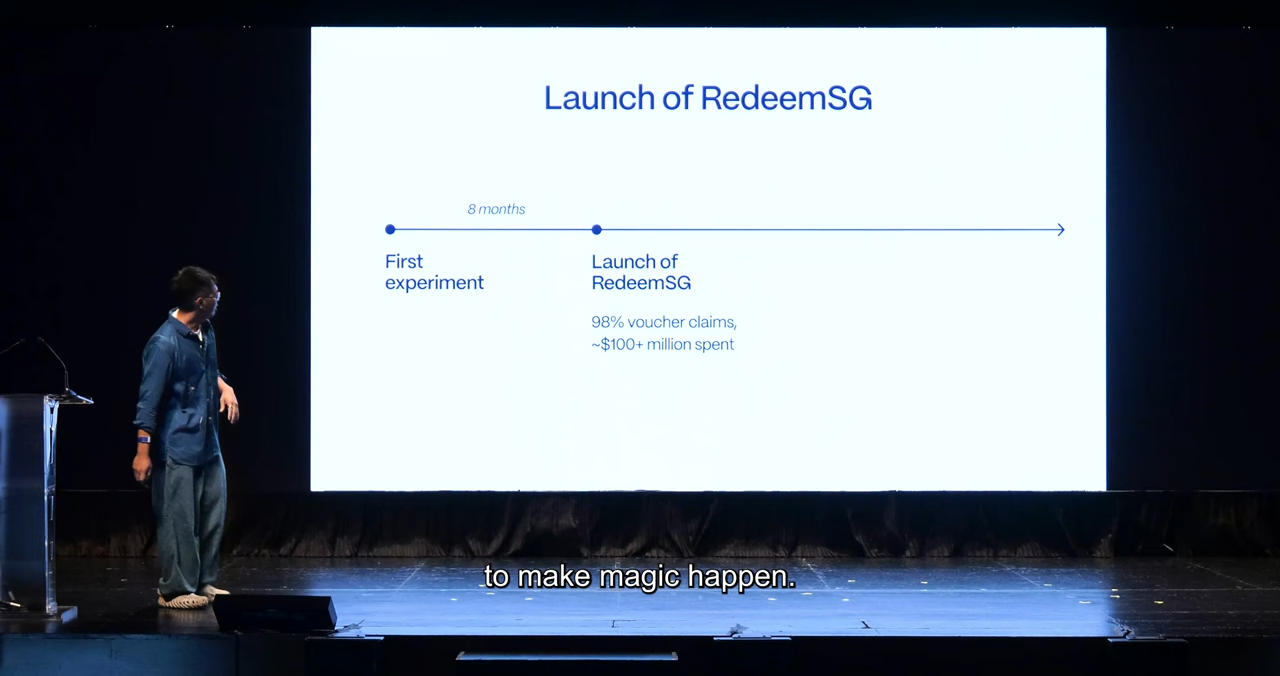 Launch of RedeemSG
8 months
First
experiment
Launch of
RedeemSG
98% voucher claims,
~$100+ million spent
to make magic happen.